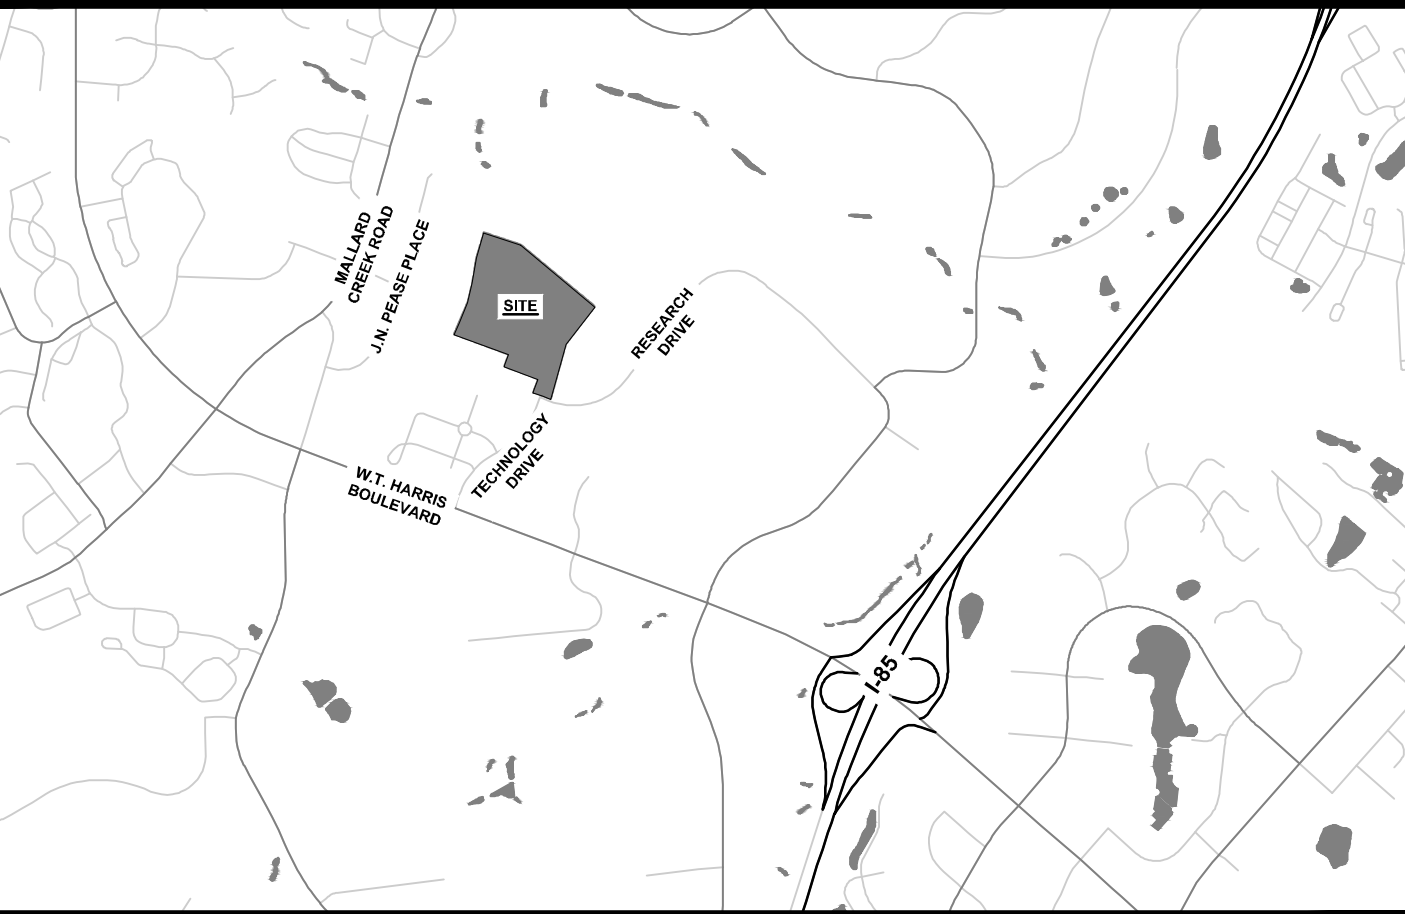 MALLARD
CREEK ROAD
J.N. PEASE PLACE
SITE
RESEARCH
DRIVE
TECHNOLOGY
DRIVE
W.T. HARRIS
BOULEVARD
I-85